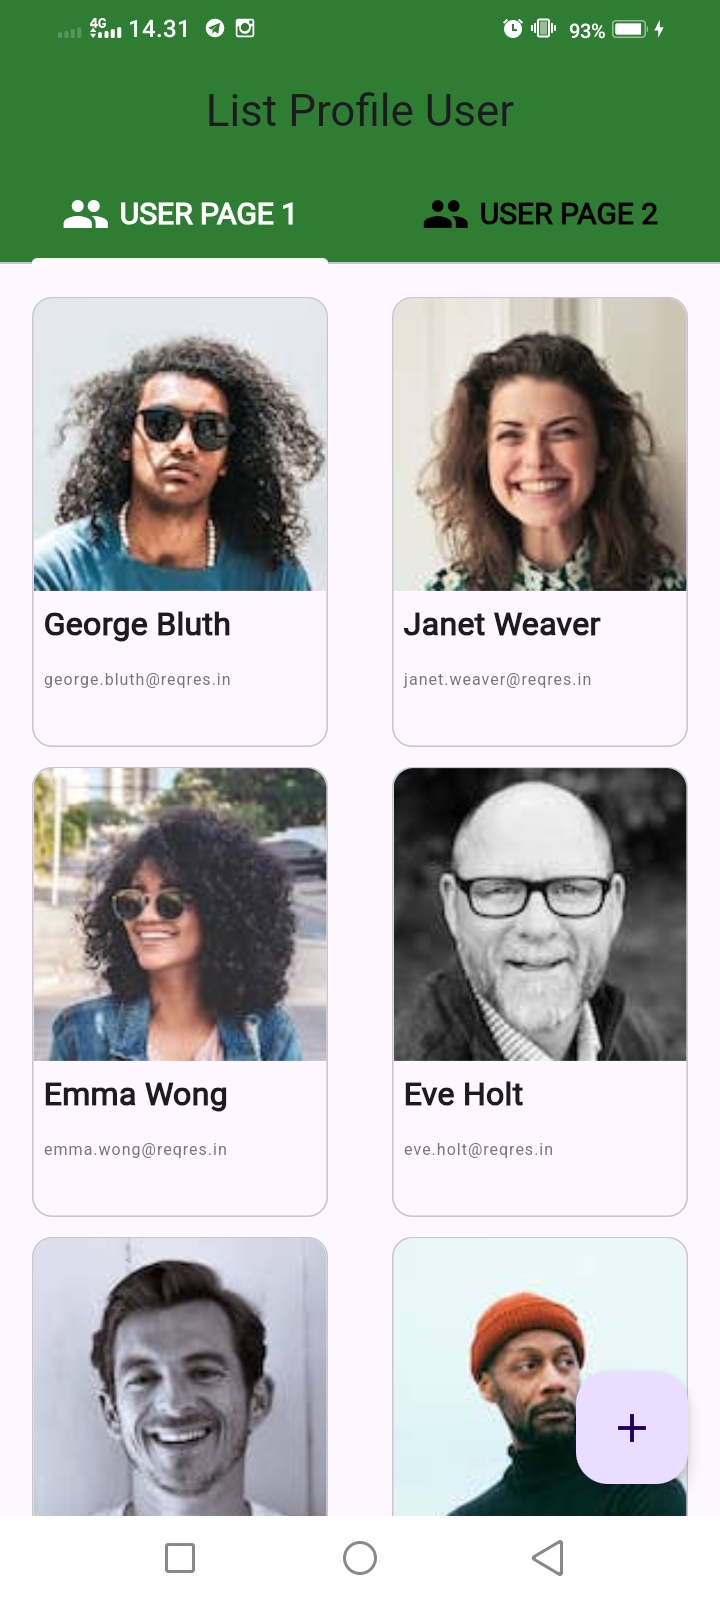 4G 14.31 93%
List Profile User
USER PAGE 1 USER PAGE 2
George Bluth Janet Weaver
george.bluth@reqres.in janet.weaver@reqres.in
Emma Wong Eve Holt
emma.wong@reqres.in eve.holt@reqres.in